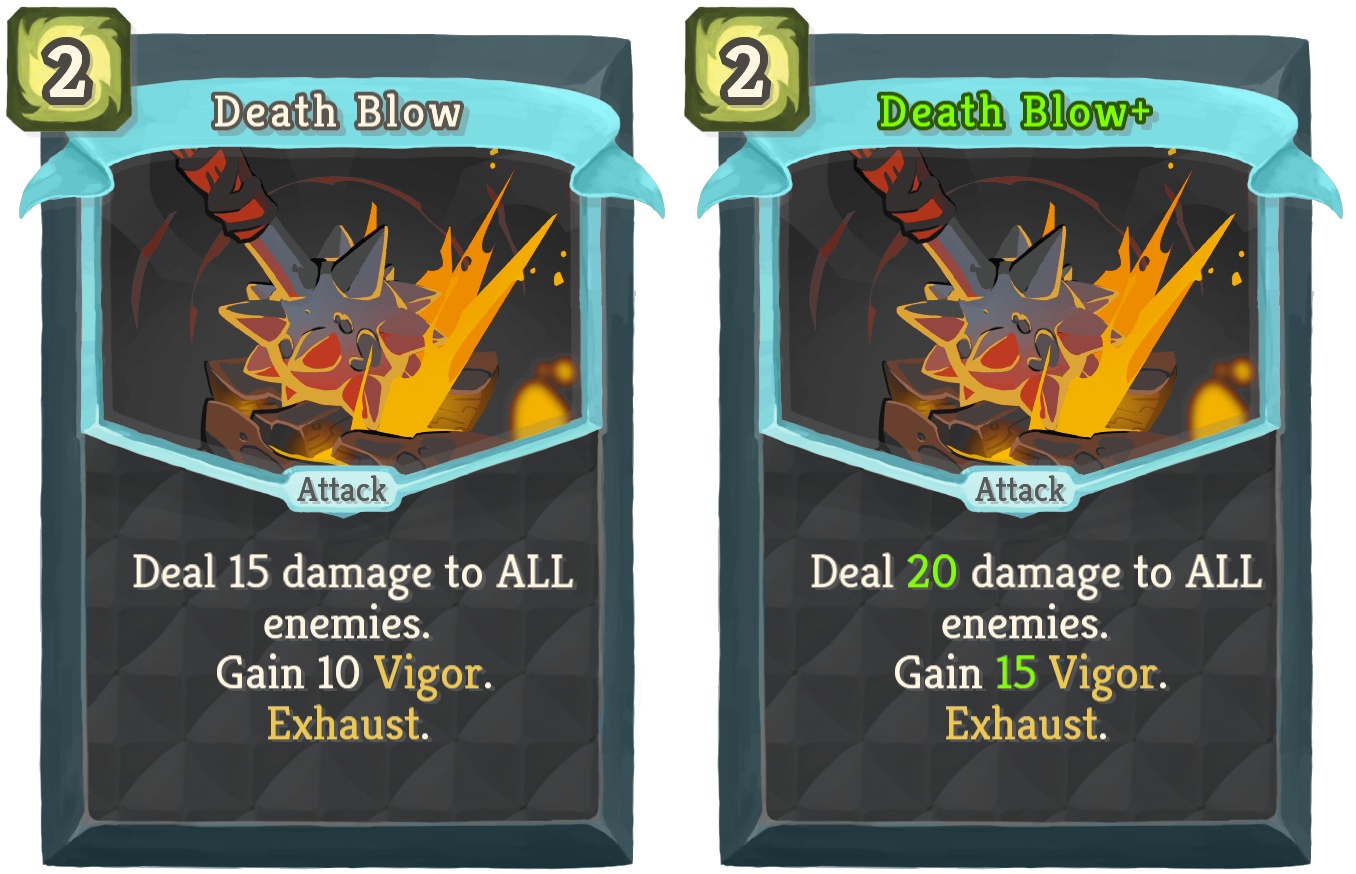 2
Death Blow
Attack
Deal 15 damage to ALL
enemies.
Gain 10 Vigor.
Exhaust.
2
Death Blow+
Attack
Deal 20 damage to ALL
enemies.
Gain 15 Vigor.
Exhaust.